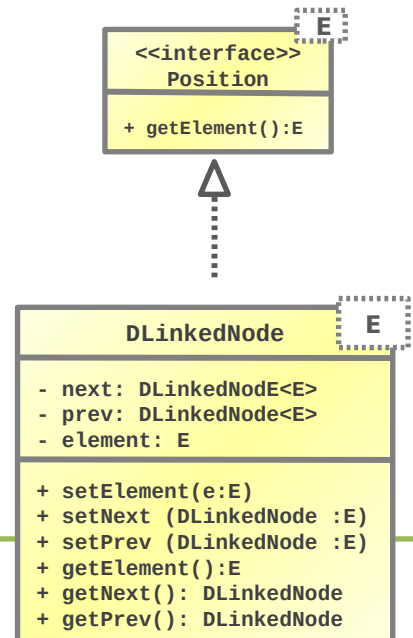 E
<<interface>>
Position
+ getElement():E
DLinkedNode
E
- next: DLinkedNodE<E>
- prev: DLinkedNode<E>
- element: E
+ setElement(e:E)
+ setNext (DLinkedNode :E)
+ setPrev (DLinkedNode :E)
+ getElement():E
+ getNext(): DLinkedNode
+ getPrev(): DLinkedNode